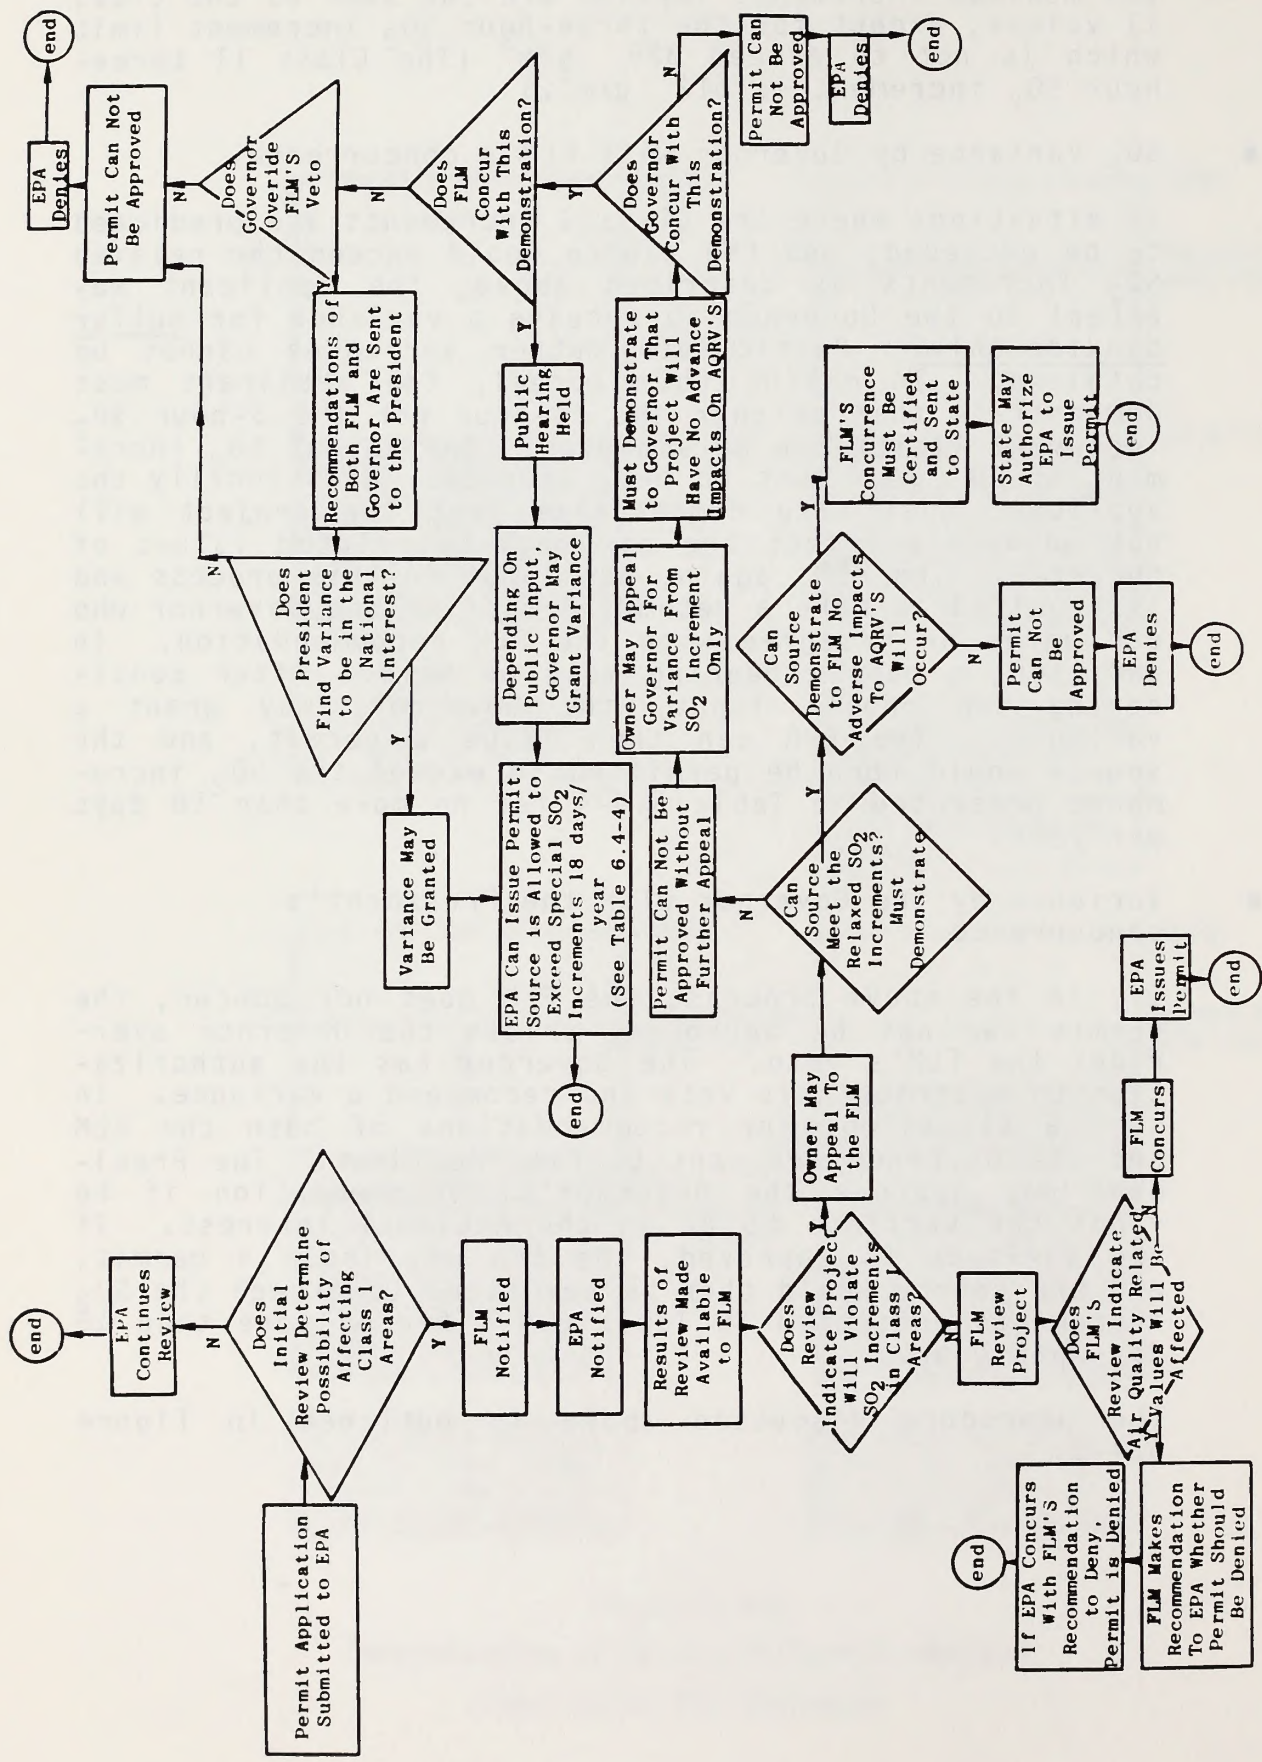 Permit Application
Submitted to EPA
Does
Initial
Review Determine
Possibility of
Affecting
Class I
Areas?
N
EPA
Continues
Review
end
Y
FLM
Notified
EPA
Notified
Results of
Review Made
Available
to FLM
Does
Review
Indicate Project
Will Violate
SO2 Increments
in Class I
Areas?
N
FLM
Review
Project
Does
FLM'S
Review Indicate
Air Quality Related
Values Will Be
Affected
Y
FLM Makes
Recommendation
To EPA Whether
Permit Should
Be Denied
If EPA Concurs
With FLM'S
Recommendation
to Deny,
Permit is Denied
end
N
FLM
Concurs
EPA
Issues
Permit
end
Y
Owner May
Appeal To
the FLM
Can
Source
Meet the
Relaxed SO2
Increments?
Must
Demonstrate
Y
Can
Source
Demonstrate
to FLM No
Adverse Impacts
To AQRV'S
Will
Occur?
N
Permit
Can Not
Be
Approved
EPA
Denies
end
Y
FLM'S
Concurrence
Must Be
Certified
and Sent
to State
State May
Authorize
EPA to
Issue
Permit
end
N
Permit Can Not Be
Approved Without
Further Appeal
Owner May Appeal
Governor For
Variance From
SO2 Increment
Only
Must Demonstrate
to Governor That
Project Will
Have No Advance
Impacts On AQRV'S
Does
Governor
Concur With
This
Demonstration?
N
Permit Can
Not Be
Approved
EPA
Denies
end
Y
Does
FLM
Concur
With This
Demonstration?
Y
Public
Hearing
Held
Depending On
Public Input,
Governor May
Grant Variance
EPA Can Issue Permit.
Source is Allowed to
Exceed Special SO2
Increments 18 days/
year
(See Table 6.4-4)
end
N
Does
Governor
Overide
FLM'S
Veto
N
Permit Can Not
Be Approved
EPA
Denies
end
Y
Recommendations of
Both FLM and
Governor Are Sent
to the President
Does
President
Find Variance
to be in the
National
Interest?
N
Y
Variance May
Be Granted